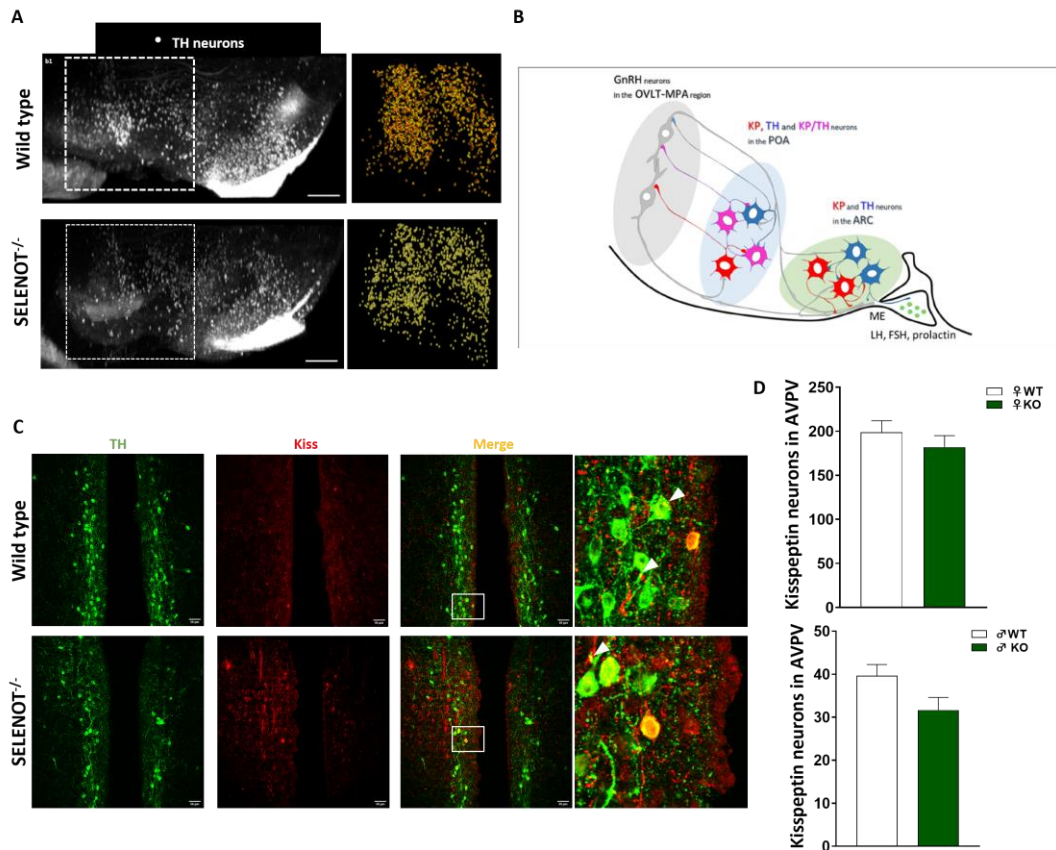 A
TH neurons
b1
Wild type
SELENOT-/-
B
GnRH neurons
in the OVLT-MPA region
KP, TH and KP/TH neurons
in the POA
KP and TH neurons
in the ARC
ME
LH, FSH, prolactin
C
TH
Kiss
Merge
Wild type
SELENOT-/-
D
Kisspeptin neurons in AVPV
250
200
150
100
50
0
♀WT
♀KO
Kisspeptin neurons in AVPV
50
40
30
20
10
0
♂WT
♂ KO